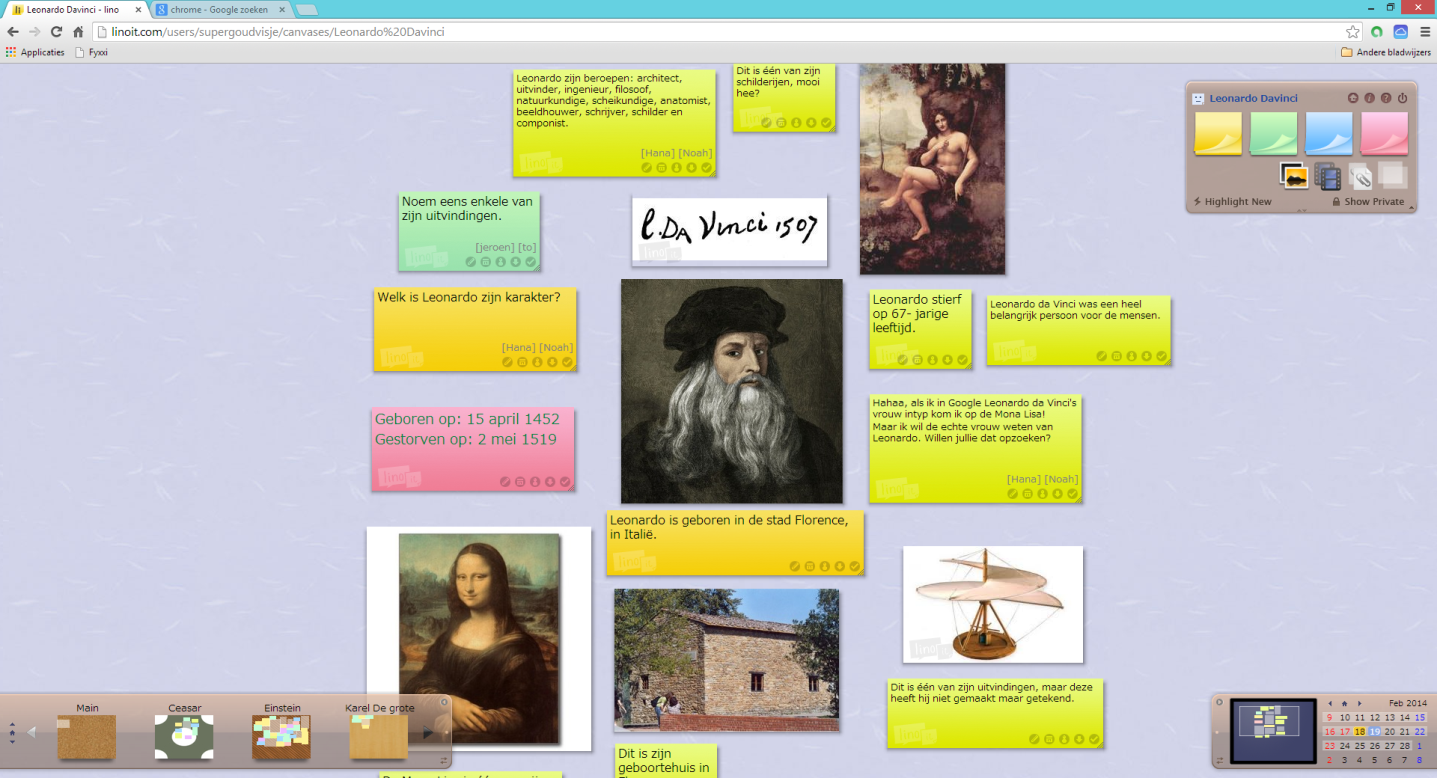 Leonardo Davinci - lino
chrome - Google zoeken
linoit.com/users/supergoudvisje/canvases/Leonardo%20Davinci
Applicaties
Fyxxi
Andere bladwijzers
Leonardo zijn beroepen: architect,
uitvinder, ingenieur, filosoof,
natuurkundige, scheikundige, anatomist,
beeldhouwer, schrijver, schilder en
componist.
[Hana] [Noah]
Dit is één van zijn
schilderijen, mooi
hee?
Leonardo Davinci
Highlight New
Show Private
Noem eens enkele van
zijn uitvindingen.
[jeroen] [to]
L.DA Vinci 1507
Welk is Leonardo zijn karakter?
[Hana] [Noah]
Leonardo stierf
op 67- jarige
leeftijd.
Leonardo da Vinci was een heel
belangrijk persoon voor de mensen.
Geboren op: 15 april 1452
Gestorven op: 2 mei 1519
Hahaa, als ik in Google Leonardo da Vinci's
vrouw intyp kom ik op de Mona Lisa!
Maar ik wil de echte vrouw weten van
Leonardo. Willen jullie dat opzoeken?
[Hana] [Noah]
Leonardo is geboren in de stad Florence,
in Italië.
Dit is één van zijn uitvindingen, maar deze
heeft hij niet gemaakt maar getekend.
Dit is zijn
geboortehuis in
Main
Ceasar
Einstein
Karel De grote
Feb 2014
9 10 11 12 13 14 15
16 17 18 19 20 21 22
23 24 25 26 27 28 1
2 3 4 5 6 7 8